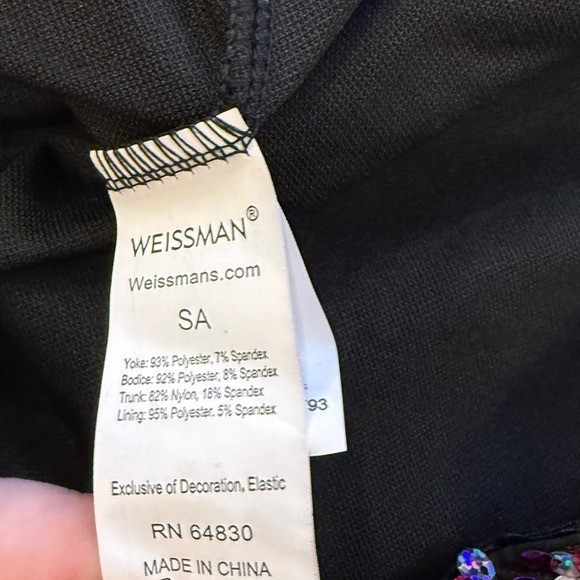 WEISSMAN®
Weissmans.com
SA
Yoke: 93% Polyester, 7% Spandex
Bodice: 92% Polyester, 8% Spandex
Trunk: 82% Nylon, 18% Spandex
Lining: 95% Polyester. 5% Spandex
93
Exclusive of Decoration, Elastic
RN 64830
MADE IN CHINA